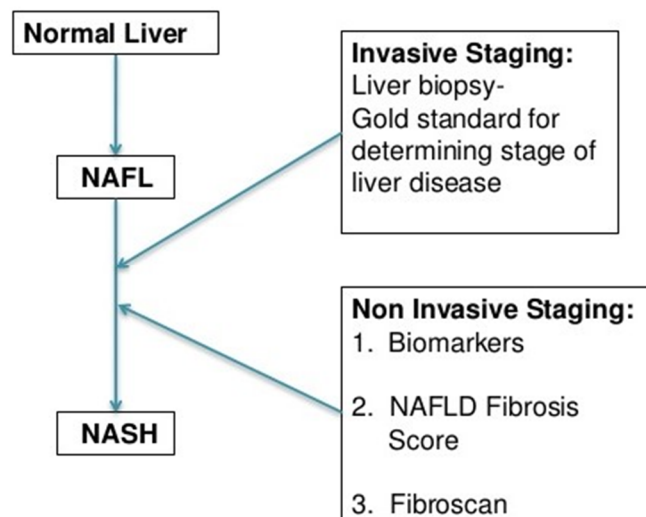 Normal Liver
NAFL
NASH
Invasive Staging:
Liver biopsy-
Gold standard for
determining stage of
liver disease
Non Invasive Staging:
1. Biomarkers
2. NAFLD Fibrosis
Score
3. Fibroscan